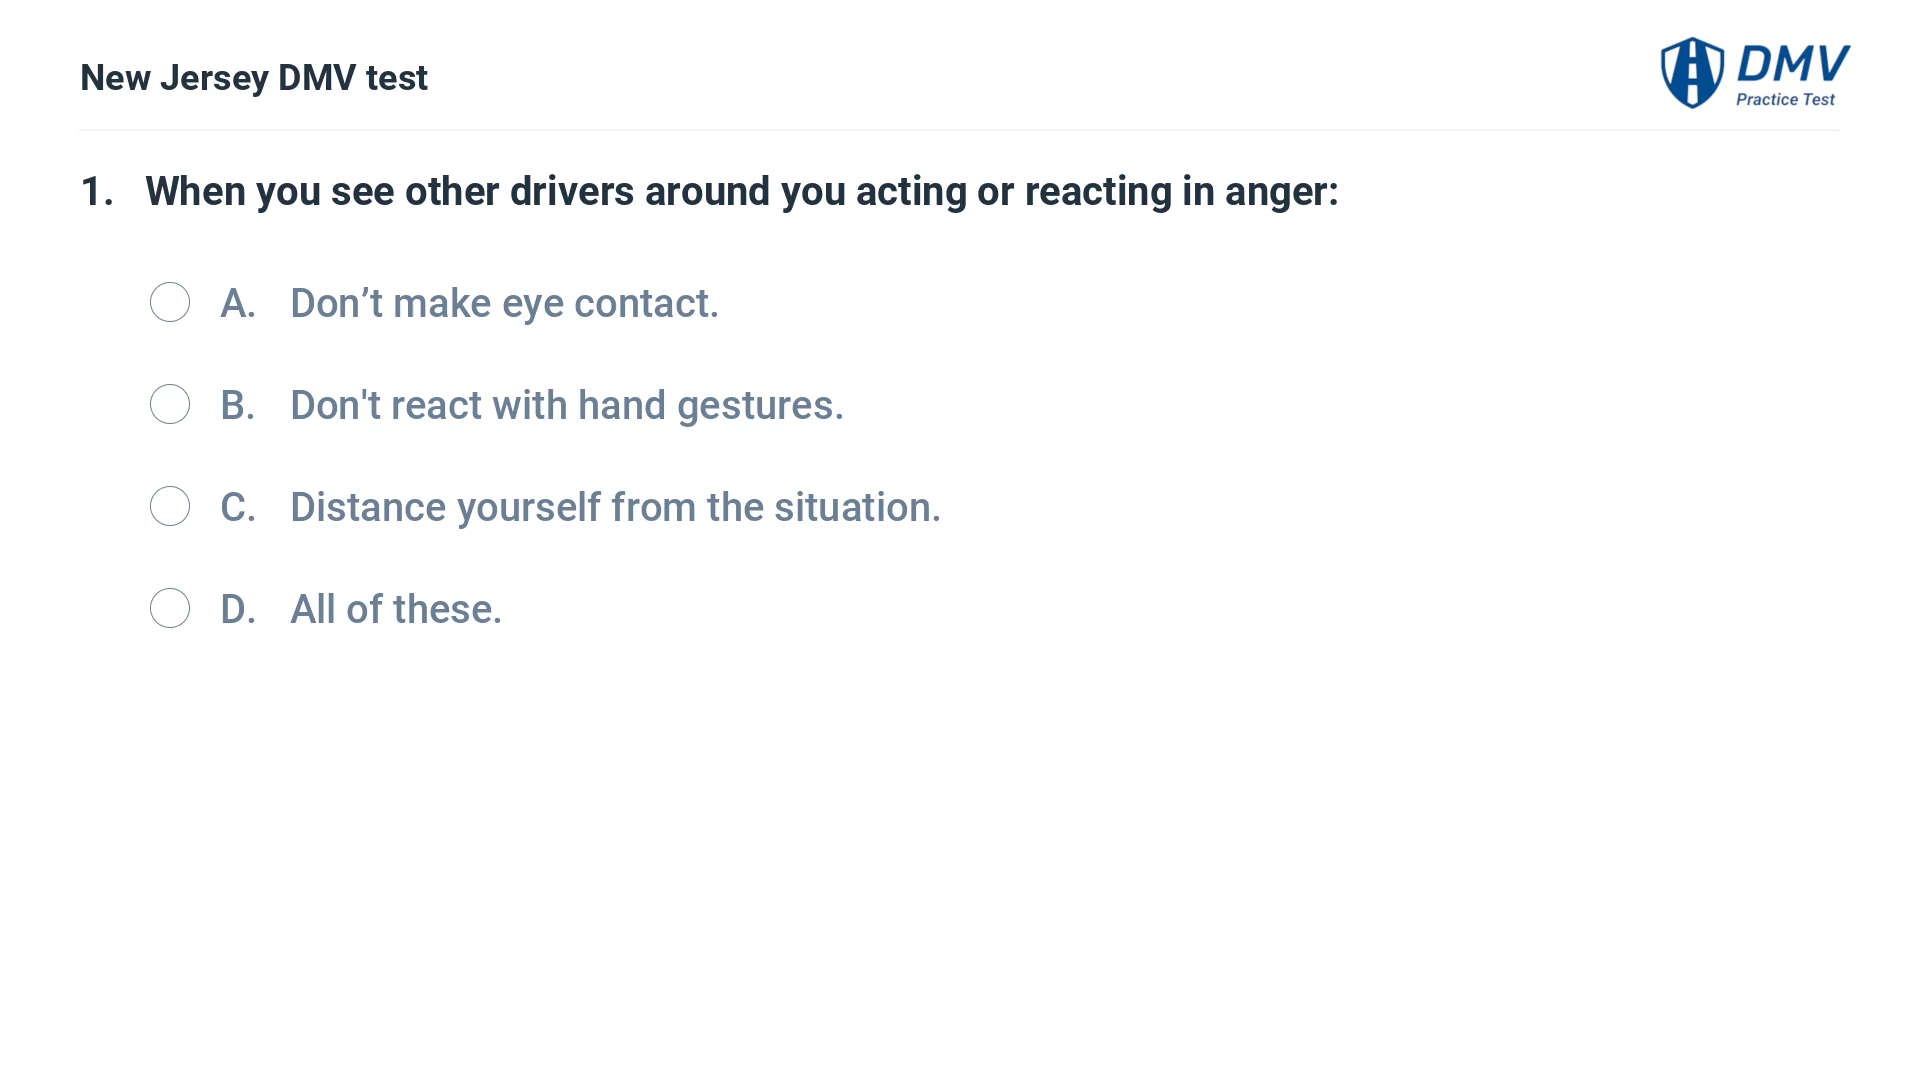 New Jersey DMV test
DMV
Practice Test
1. When you see other drivers around you acting or reacting in anger:
A. Don’t make eye contact.
B. Don't react with hand gestures.
C. Distance yourself from the situation.
D. All of these.